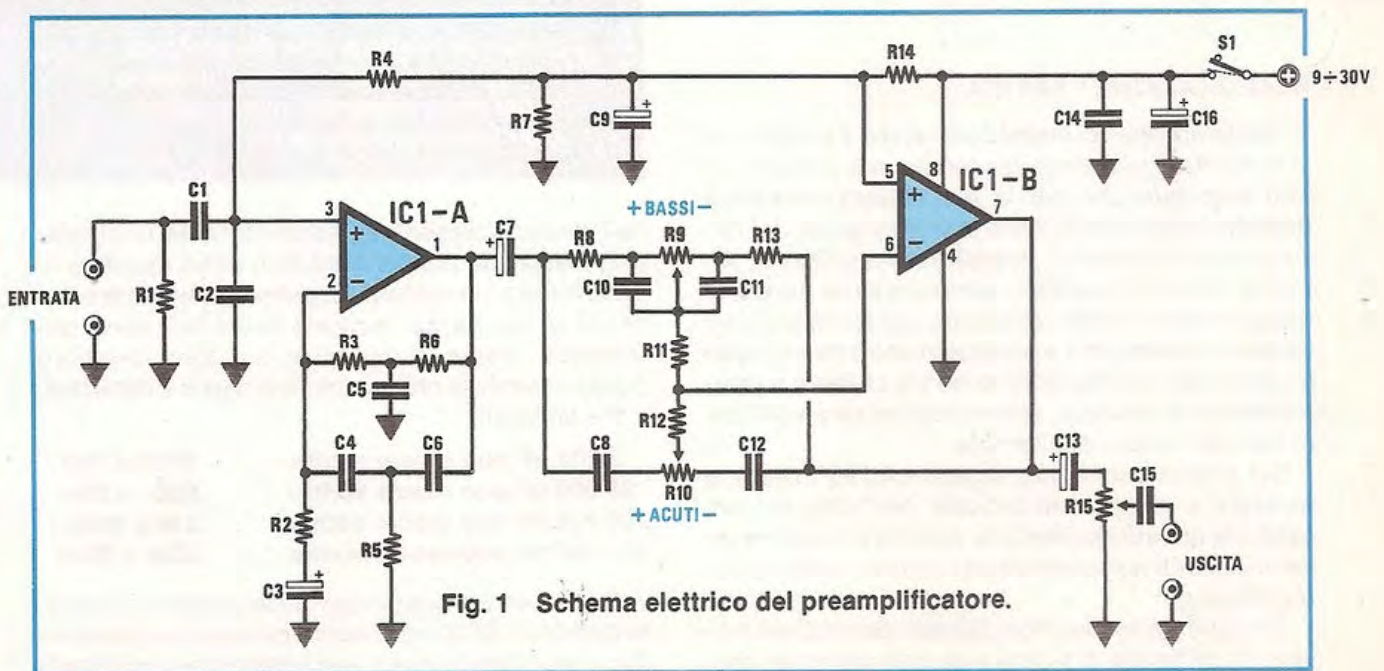 S1
9÷30V
R4
R14
R7
C9
+
C14
C16
+
5
8
IC1-B
+
−
7
6
4
C1
3
IC1-A
+
−
1
2
C7
+
+BASSI−
R8
R9
R13
C10
C11
ENTRATA
R1
C2
R3
R6
C5
R11
R12
C4
C6
C8
C12
R10
+ACUTI−
C13
+
C15
R15
R2
R5
C3
+
USCITA
Fig. 1 Schema elettrico del preamplificatore.